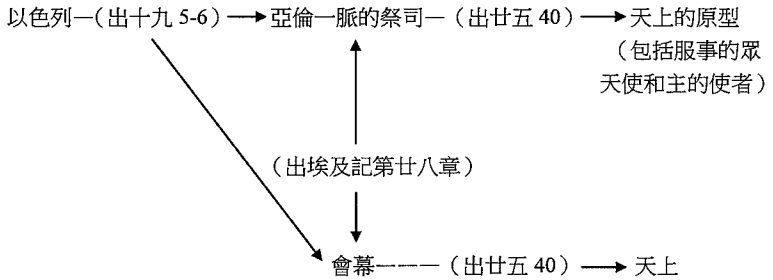 以色列—（出十九 5-6）→亞倫一脈的祭司—（出廿五 40）→天上的原型
（包括服事的眾
天使和主的使者）
（出埃及記第廿八章）
會幕———（出廿五 40）→天上